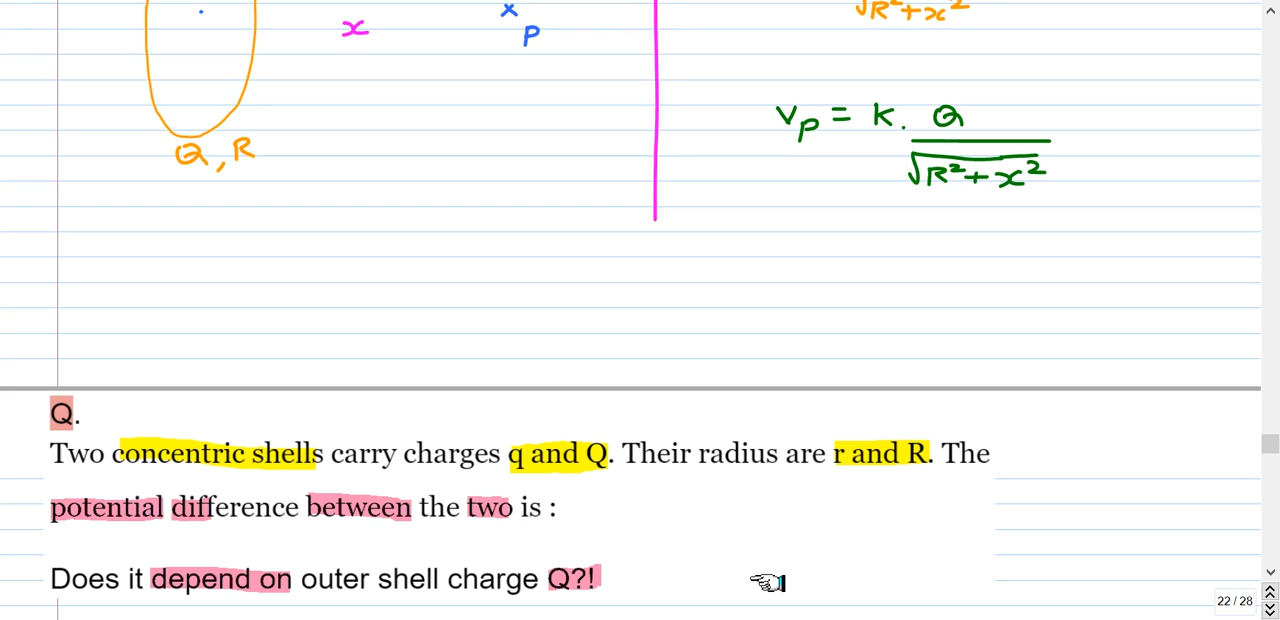 √R²+x²
x
x
P
V_P = K. Q
√R²+x²
Q, R
Q.
Two concentric shells carry charges q and Q. Their radius are r and R. The
potential difference between the two is :
Does it depend on outer shell charge Q?!
22 / 28